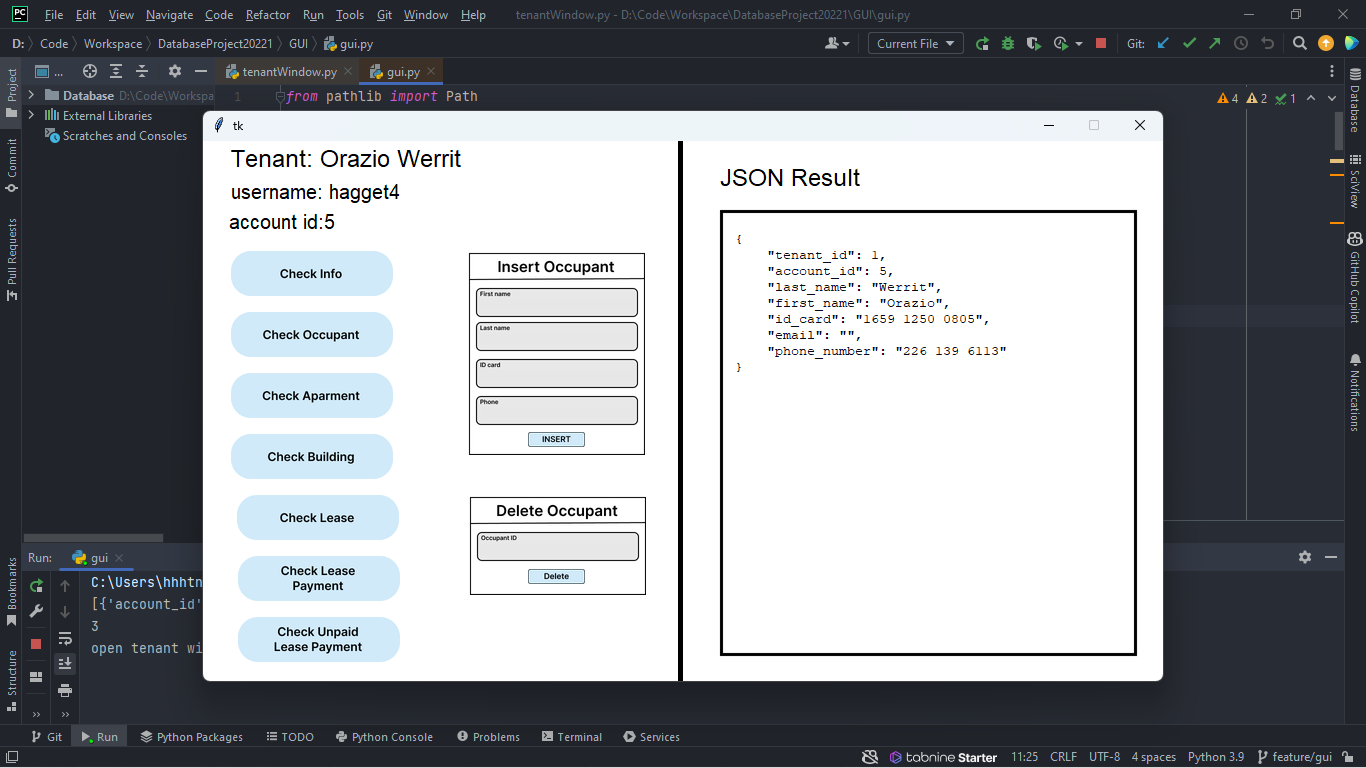 PC File Edit View Navigate Code Refactor Run Tools Git Window Help tenantWindow.py - D:\Code\Workspace\DatabaseProject20221\GUI\gui.py
D: Code Workspace DatabaseProject20221 GUI gui.py Current File Git:
... tenantWindow.py gui.py
Database D:\Code\Workspa 1 from pathlib import Path 4 2 1
External Libraries
Scratches and Consoles
Project
Commit
Pull Requests
Bookmarks
Structure
Database
SciView
GitHub Copilot
Notifications
tk
Tenant: Orazio Werrit
username: hagget4
account id:5
Check Info
Check Occupant
Check Aparment
Check Building
Check Lease
Check Lease
Payment
Check Unpaid
Lease Payment
Insert Occupant
First name
Last name
ID card
Phone
INSERT
Delete Occupant
Occupant ID
Delete
JSON Result
{
"tenant_id": 1,
"account_id": 5,
"last_name": "Werrit",
"first_name": "Orazio",
"id_card": "1659 1250 0805",
"email": "",
"phone_number": "226 139 6113"
}
Run: gui
C:\Users\hhhtn
[{'account_id'
3
open tenant wi
Git Run Python Packages TODO Python Console Problems Terminal Services
tabnine Starter 11:25 CRLF UTF-8 4 spaces Python 3.9 feature/gui